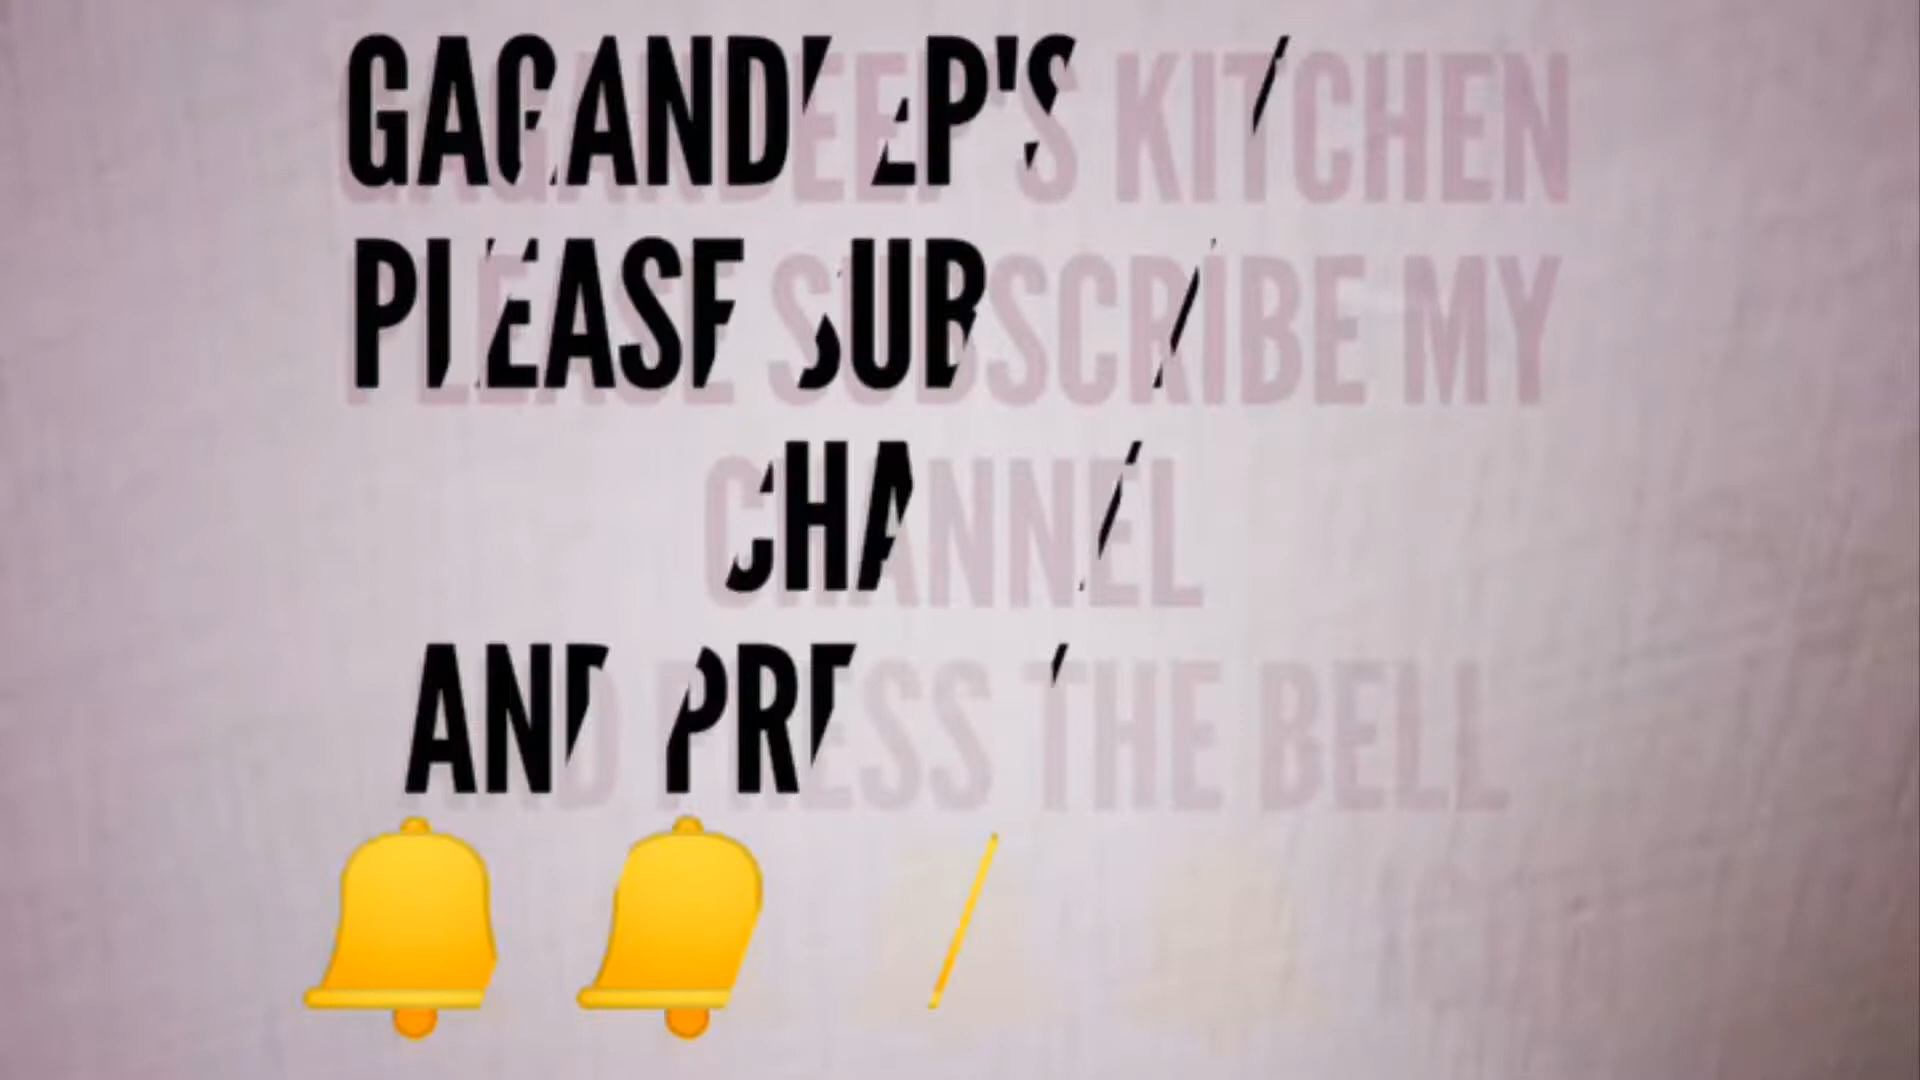 GAGANDEEP'S KITCHEN
PLEASE SUBSCRIBE MY
CHANNEL
AND PRESS THE BELL